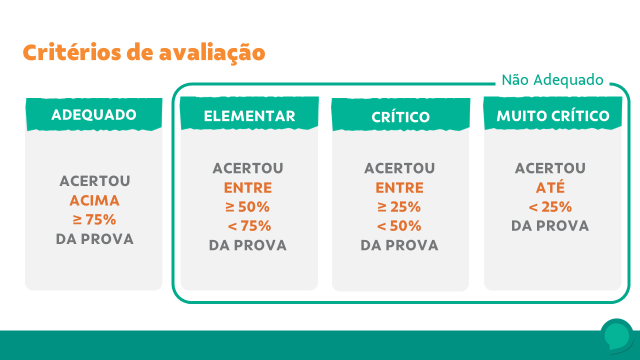 Critérios de avaliação
Não Adequado
ADEQUADO
ACERTOU
ACIMA
≥ 75%
DA PROVA
ELEMENTAR
ACERTOU
ENTRE
≥ 50%
< 75%
DA PROVA
CRÍTICO
ACERTOU
ENTRE
≥ 25%
< 50%
DA PROVA
MUITO CRÍTICO
ACERTOU
ATÉ
< 25%
DA PROVA